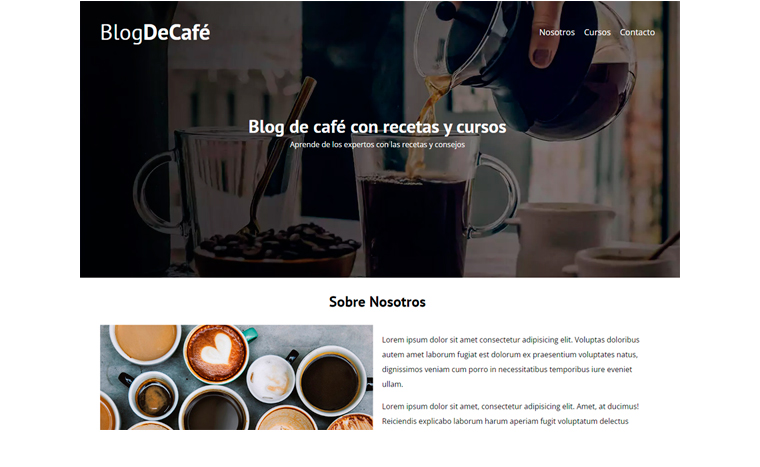 BlogDeCafé
Nosotros Cursos Contacto
Blog de café con recetas y cursos
Aprende de los expertos con las recetas y consejos
Sobre Nosotros
Lorem ipsum dolor sit amet consectetur adipisicing elit. Voluptas doloribus
autem amet laborum fugiat est dolorum ex praesentium voluptates natus,
dignissimos veniam cum porro in necessitatibus temporibus iure eveniet
ullam.
Lorem ipsum dolor sit amet, consectetur adipisicing elit. Amet, at ducimus!
Reiciendis explicabo laborum harum aperiam fugit voluptatum delectus